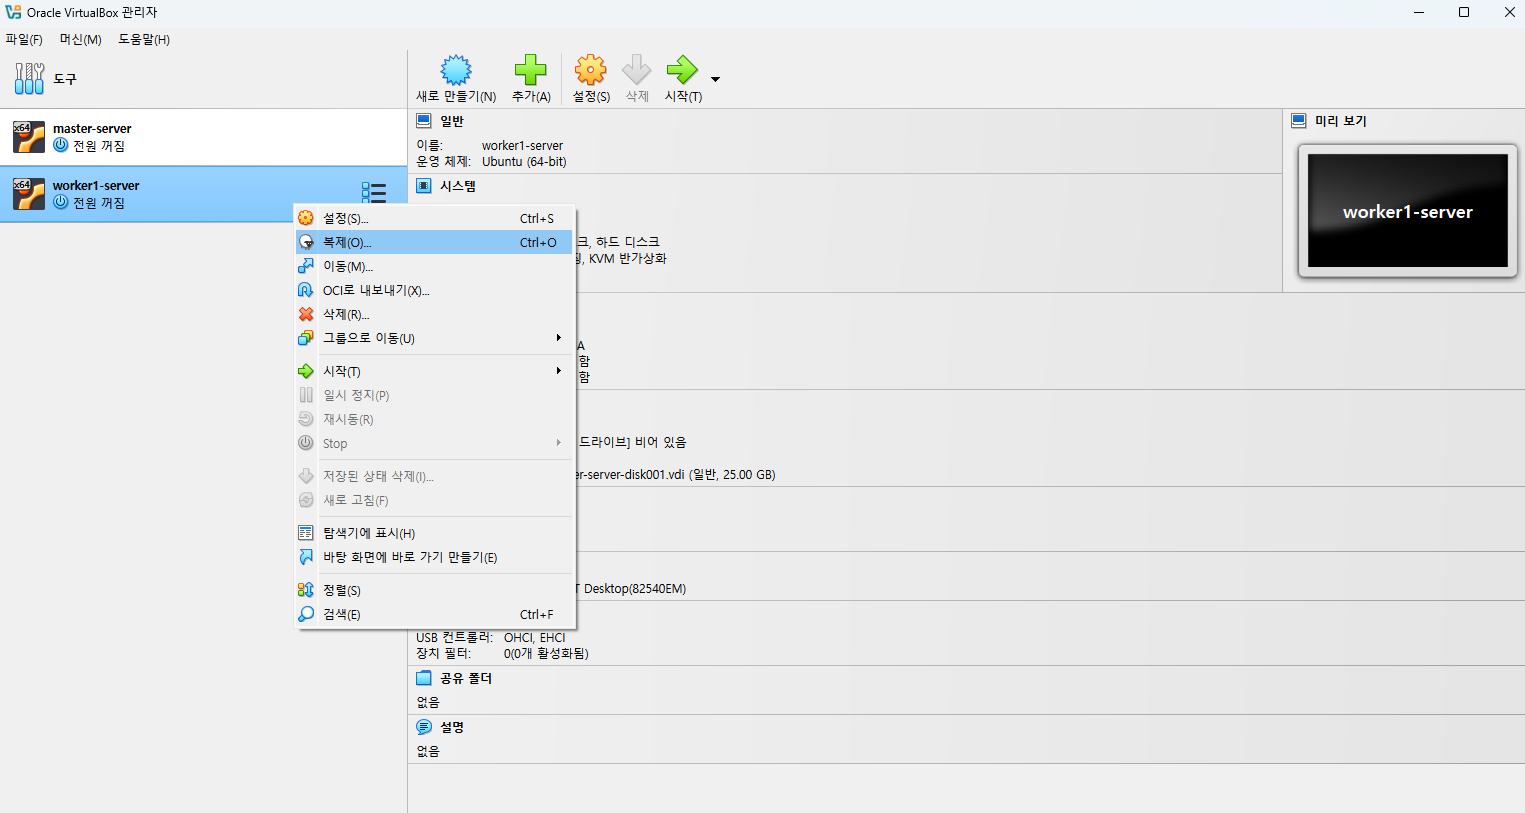 Oracle VirtualBox 관리자
파일(F) 머신(M) 도움말(H)
도구
새로 만들기(N) 추가(A) 설정(S) 삭제 시작(T)
x64 master-server
전원 꺼짐
x64 worker1-server
전원 꺼짐
설정(S)... Ctrl+S
복제(O)... Ctrl+O
이동(M)...
OCI로 내보내기(X)...
삭제(R)...
그룹으로 이동(U)
시작(T)
일시 정지(P)
재시동(R)
Stop
저장된 상태 삭제(I)...
새로 고침(F)
탐색기에 표시(H)
바탕 화면에 바로 가기 만들기(E)
정렬(S)
검색(E) Ctrl+F
일반
이름: worker1-server
운영 체제: Ubuntu (64-bit)
시스템
크, 하드 디스크
, KVM 반가상화
A
함
함
드라이브] 비어 있음
er-server-disk001.vdi (일반, 25.00 GB)
T Desktop(82540EM)
USB 컨트롤러: OHCI, EHCI
장치 필터: 0(0개 활성화됨)
공유 폴더
없음
설명
없음
미리 보기
worker1-server